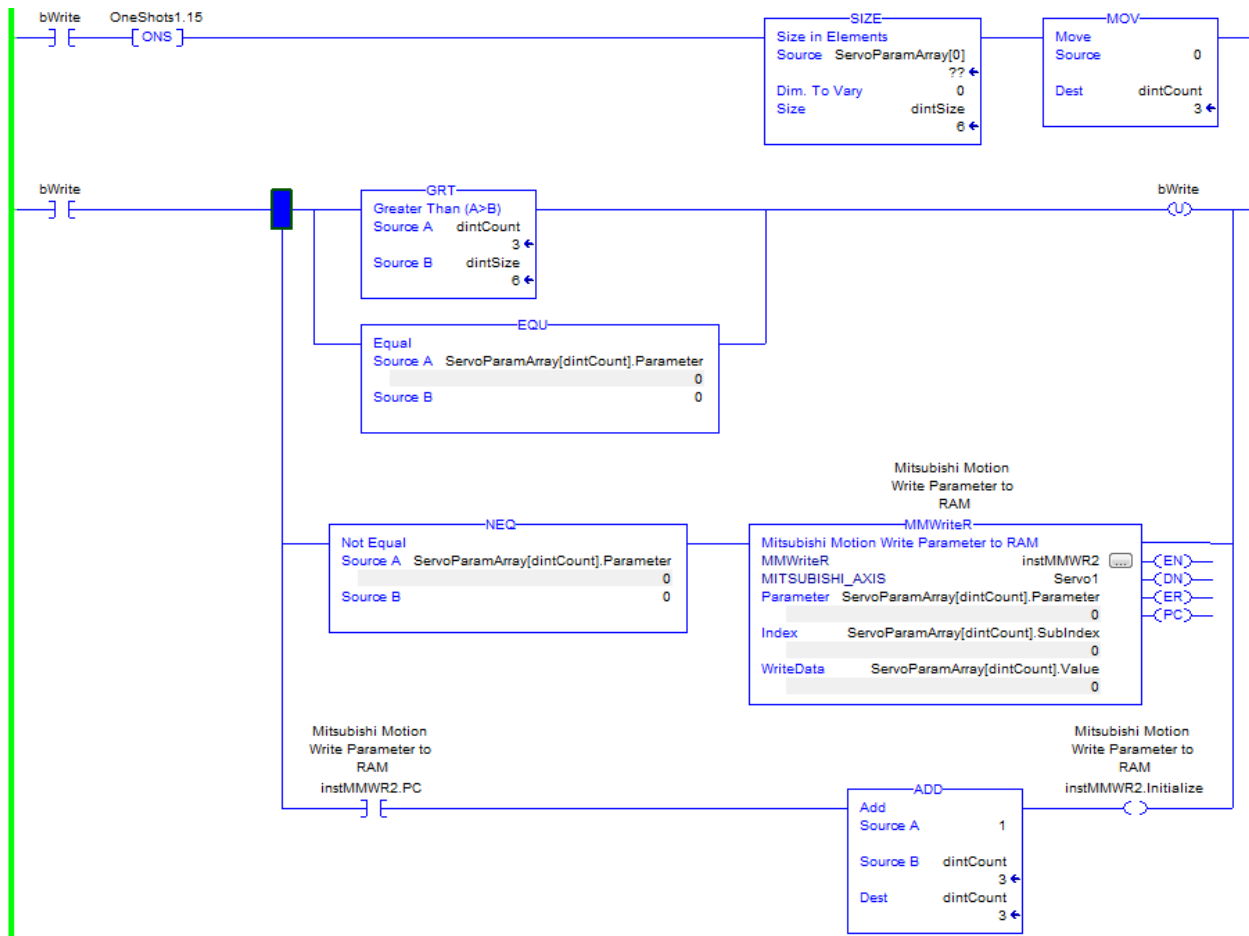 bWrite OneShots1.15
ONS
SIZE
Size in Elements
Source ServoParamArray[0]
??
Dim. To Vary 0
Size dintSize
6
MOV
Move
Source 0
Dest dintCount
3
bWrite
GRT
Greater Than (A>B)
Source A dintCount
3
Source B dintSize
6
bWrite
U
EQU
Equal
Source A ServoParamArray[dintCount].Parameter
0
Source B 0
Mitsubishi Motion
Write Parameter to
RAM
NEQ
Not Equal
Source A ServoParamArray[dintCount].Parameter
0
Source B 0
MMWriteR
Mitsubishi Motion Write Parameter to RAM
MMWriteR instMMWR2 ...
MITSUBISHI_AXIS Servo1
Parameter ServoParamArray[dintCount].Parameter
0
Index ServoParamArray[dintCount].SubIndex
0
WriteData ServoParamArray[dintCount].Value
0
EN
DN
ER
PC
Mitsubishi Motion
Write Parameter to
RAM
instMMWR2.PC
ADD
Add
Source A 1
Source B dintCount
3
Dest dintCount
3
Mitsubishi Motion
Write Parameter to
RAM
instMMWR2.Initialize